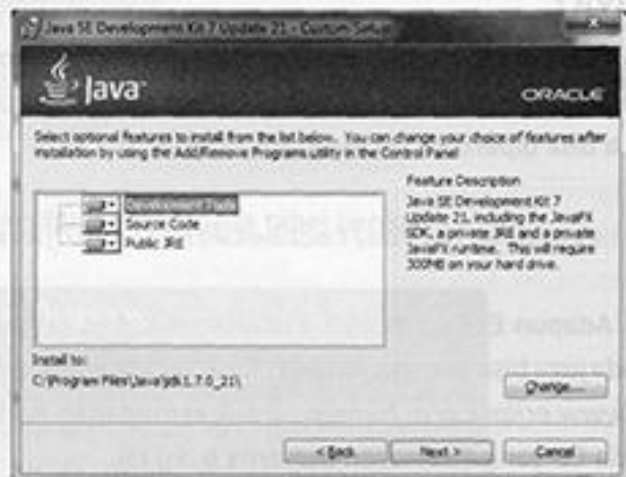 Java SE Development Kit 7 Update 21 - Custom Setup
Java
ORACLE
Select optional features to install from the list below. You can change your choice of features after
installation by using the Add/Remove Programs utility in the Control Panel
Development Tools
Source Code
Public JRE
Feature Description
Java SE Development Kit 7
Update 21, including the JavaFX
SDK, a private JRE and a private
JavaFX runtime. This will require
300MB on your hard drive.
Install to:
C:\Program Files\Java\jdk1.7.0_21\
Change...
< Back
Next >
Cancel